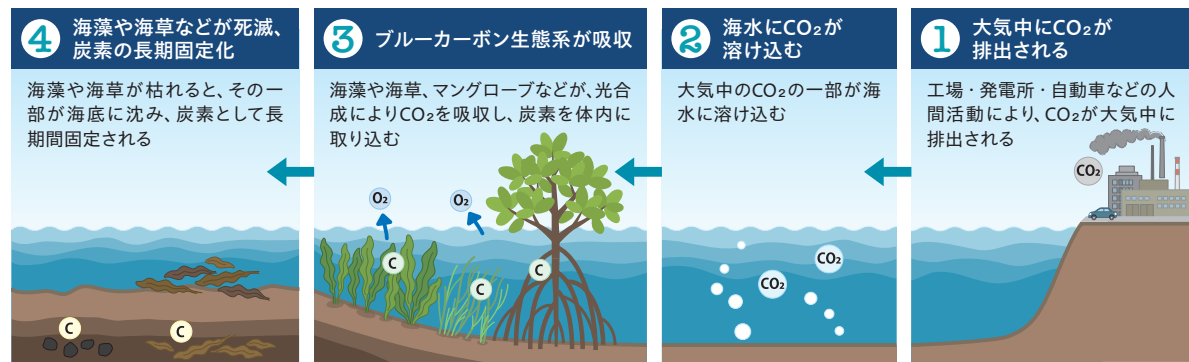 1
大気中にCO₂が
排出される
工場・発電所・自動車などの人
間活動により、CO₂が大気中に
排出される
CO₂
2
海水にCO₂が
溶け込む
大気中のCO₂の一部が海
水に溶け込む
CO₂
CO₂
3
ブルーカーボン生態系が吸収
海藻や海草、マングローブなどが、光合
成によりCO₂を吸収し、炭素を体内に
取り込む
O₂
O₂
C
C
C
4
海藻や海草などが死滅、
炭素の長期固定化
海藻や海草が枯れると、その一
部が海底に沈み、炭素として長
期間固定される
C
C